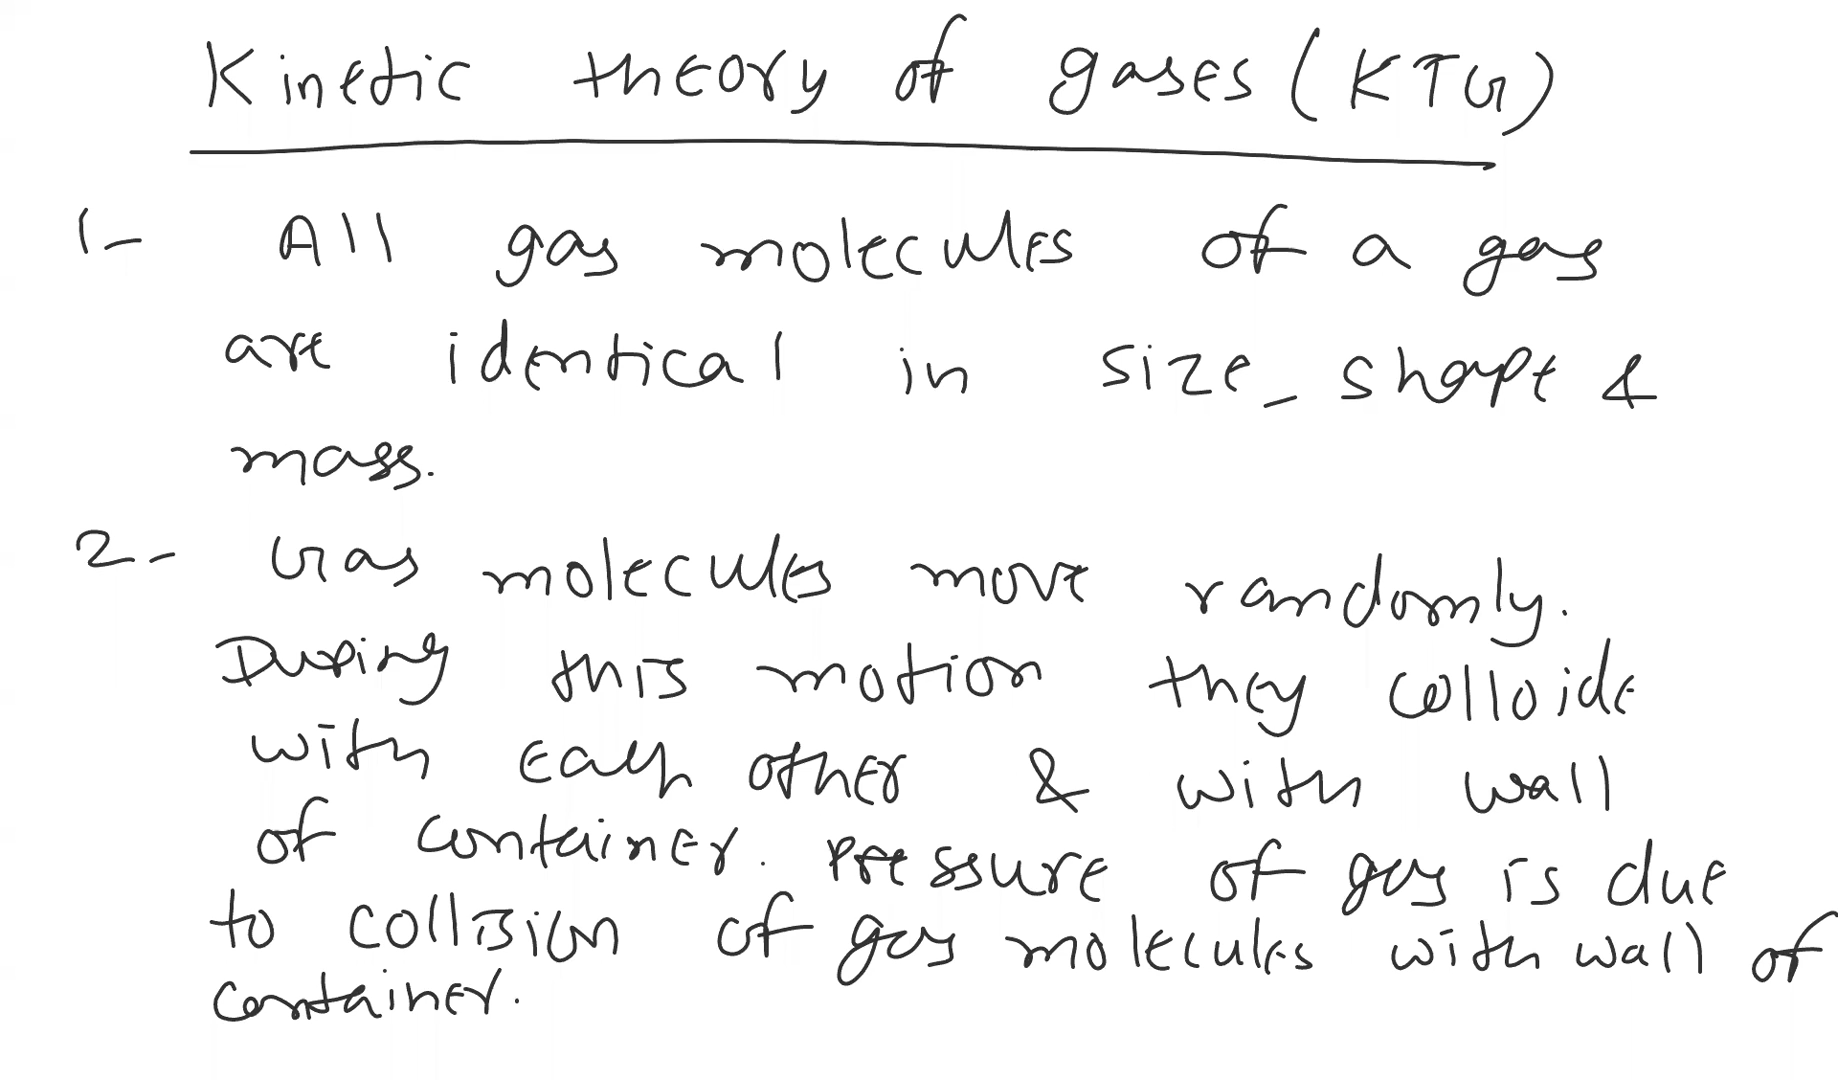 Kinetic theory of gases (KTG)
1- All gas molecules of a gas
are identical in size, shape &
mass.
2- Gas molecules move randomly.
During this motion they colloide
with each other & with wall
of container. Pressure of gas is due
to collision of gas molecules with wall of
container.